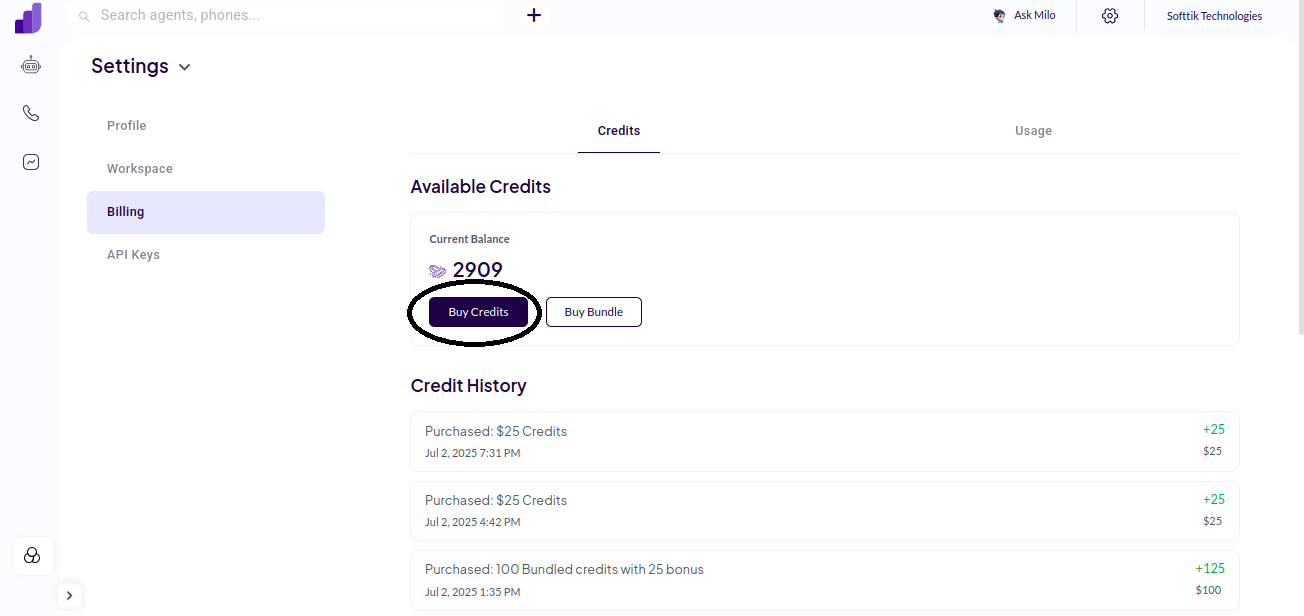 Search agents, phones...
Ask Milo
Softtik Technologies
Settings
Profile
Workspace
Billing
API Keys
Credits
Usage
Available Credits
Current Balance
2909
Buy Credits
Buy Bundle
Credit History
Purchased: $25 Credits
+25
Jul 2, 2025 7:31 PM
$25
Purchased: $25 Credits
+25
Jul 2, 2025 4:42 PM
$25
Purchased: 100 Bundled credits with 25 bonus
+125
Jul 2, 2025 1:35 PM
$100